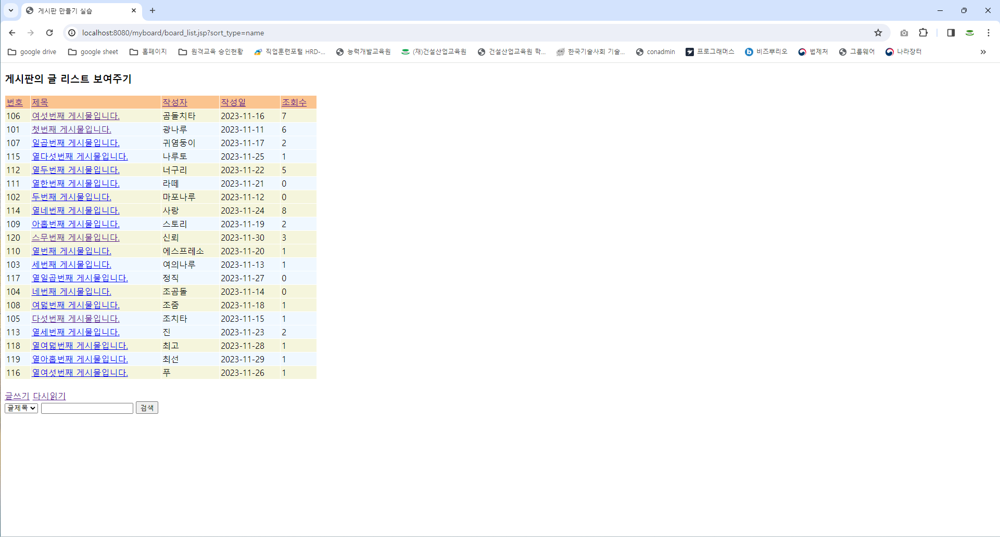 게시판 만들기 실습
localhost:8080/myboard/board_list.jsp?sort_type=name
google drive google sheet 홈페이지 원격교육 승인현황 직업훈련포털 HRD-... 능력개발교육원 (재)건설산업교육원 건설산업교육원 학... 한국기술사회 기술... conadmin 프로그래머스 비즈뿌리오 법제처 그룹웨어 나라장터
게시판의 글 리스트 보여주기
번호 제목 작성자 작성일 조회수
106 여섯번째 게시물입니다. 곰돌치타 2023-11-16 7
101 첫번째 게시물입니다. 광나루 2023-11-11 6
107 일곱번째 게시물입니다. 귀염둥이 2023-11-17 2
115 열다섯번째 게시물입니다. 나루토 2023-11-25 1
112 열두번째 게시물입니다. 너구리 2023-11-22 5
111 열한번째 게시물입니다. 라떼 2023-11-21 0
102 두번째 게시물입니다. 마포나루 2023-11-12 0
114 열네번째 게시물입니다. 사랑 2023-11-24 8
109 아홉번째 게시물입니다. 스토리 2023-11-19 2
120 스무번째 게시물입니다. 신뢰 2023-11-30 3
110 열번째 게시물입니다. 에스프레소 2023-11-20 1
103 세번째 게시물입니다. 여의나루 2023-11-13 1
117 열일곱번째 게시물입니다. 정직 2023-11-27 0
104 네번째 게시물입니다. 조곰돌 2023-11-14 0
108 여덟번째 게시물입니다. 조줌 2023-11-18 1
105 다섯번째 게시물입니다. 조치타 2023-11-15 1
113 열세번째 게시물입니다. 진 2023-11-23 2
118 열여덟번째 게시물입니다. 최고 2023-11-28 1
119 열아홉번째 게시물입니다. 최선 2023-11-29 1
116 열여섯번째 게시물입니다. 푸 2023-11-26 1
글쓰기 다시읽기
글제목 검색